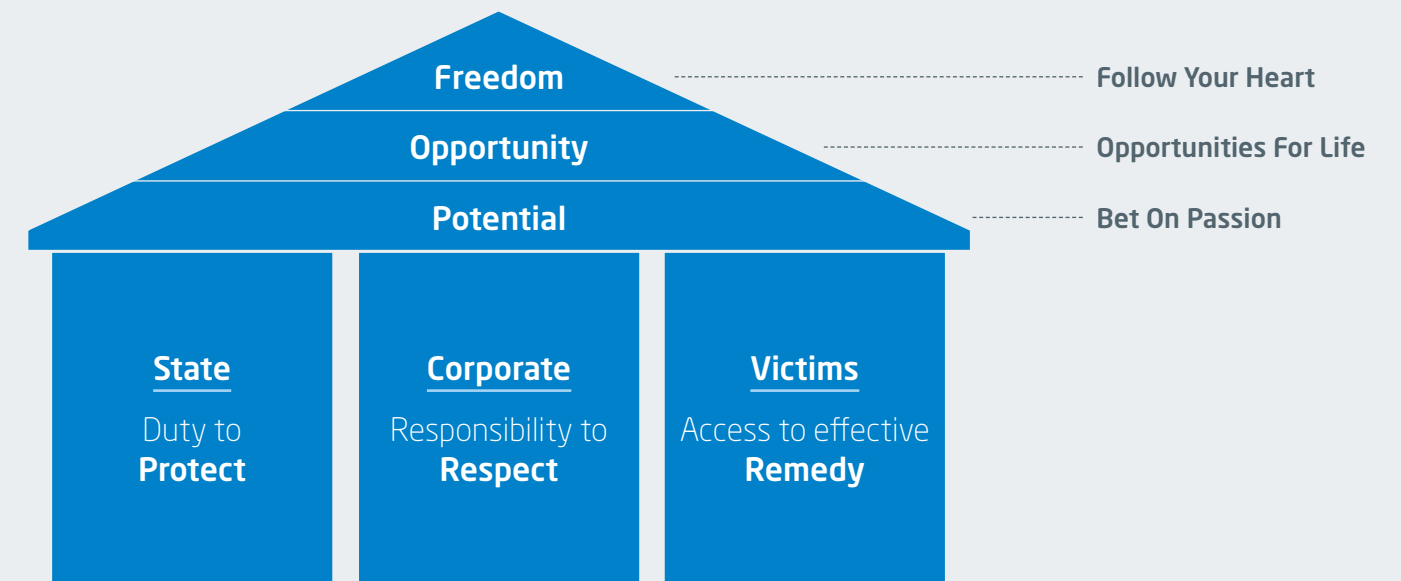 Freedom
Follow Your Heart
Opportunity
Opportunities For Life
Potential
Bet On Passion
State
Duty to
Protect
Corporate
Responsibility to
Respect
Victims
Access to effective
Remedy